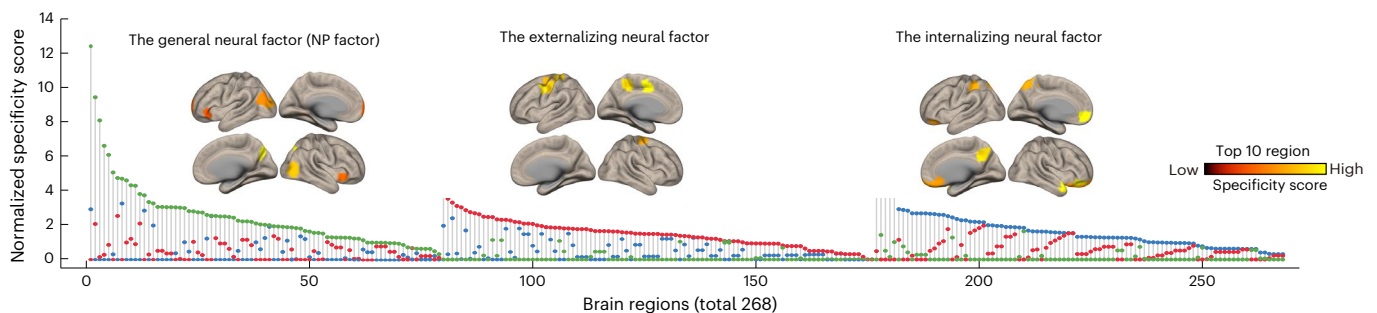 14
12
10
8
6
4
2
0
Normalized specificity score
The general neural factor (NP factor)
The externalizing neural factor
The internalizing neural factor
Top 10 region
Low
High
Specificity score
0
50
100
150
200
250
Brain regions (total 268)